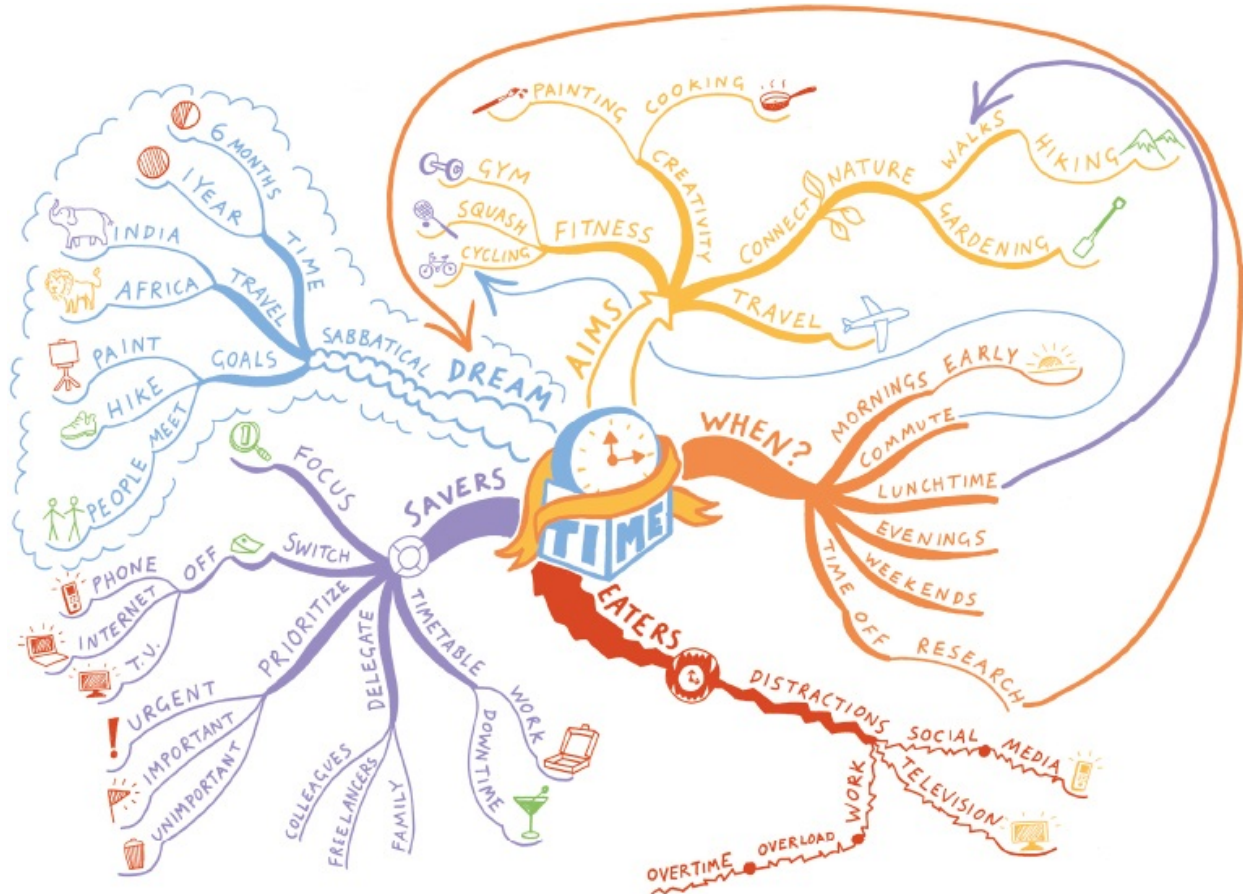 TIME
DREAM
SABBATICAL
TIME
6 MONTHS
1 YEAR
TRAVEL
INDIA
AFRICA
GOALS
PAINT
HIKE
MEET
PEOPLE
AIMS
FITNESS
GYM
SQUASH
CYCLING
CREATIVITY
PAINTING
COOKING
CONNECT
NATURE
WALKS
HIKING
GARDENING
TRAVEL
WHEN?
MORNINGS
EARLY
COMMUTE
LUNCHTIME
EVENINGS
WEEKENDS
TIME OFF
RESEARCH
EATERS
DISTRACTIONS
SOCIAL
MEDIA
TELEVISION
WORK
OVERLOAD
OVERTIME
SAVERS
FOCUS
1
SWITCH
OFF
PHONE
INTERNET
T.V.
PRIORITIZE
URGENT
IMPORTANT
UNIMPORTANT
DELEGATE
COLLEAGUES
FREELANCERS
FAMILY
TIMETABLE
WORK
DOWNTIME